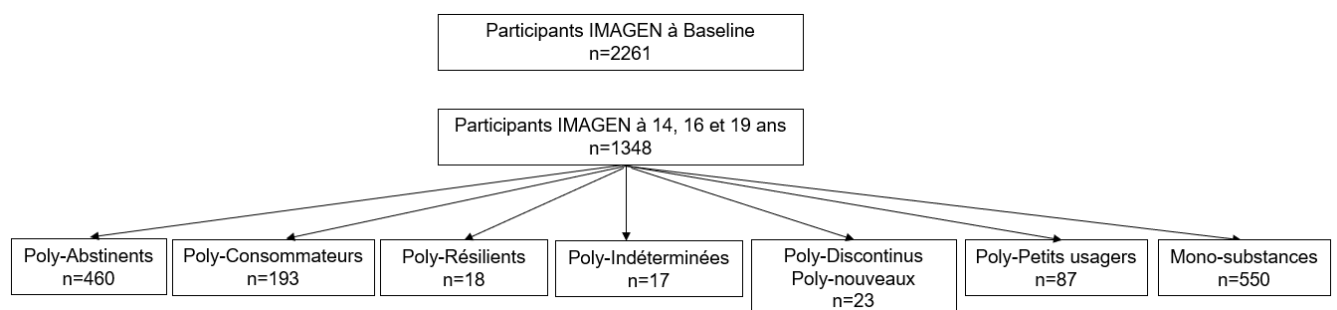 Participants IMAGEN à Baseline
n=2261
Participants IMAGEN à 14, 16 et 19 ans
n=1348
Poly-Abstinents
n=460
Poly-Consommateurs
n=193
Poly-Résilients
n=18
Poly-Indéterminées
n=17
Poly-Discontinus
Poly-nouveaux
n=23
Poly-Petits usagers
n=87
Mono-substances
n=550